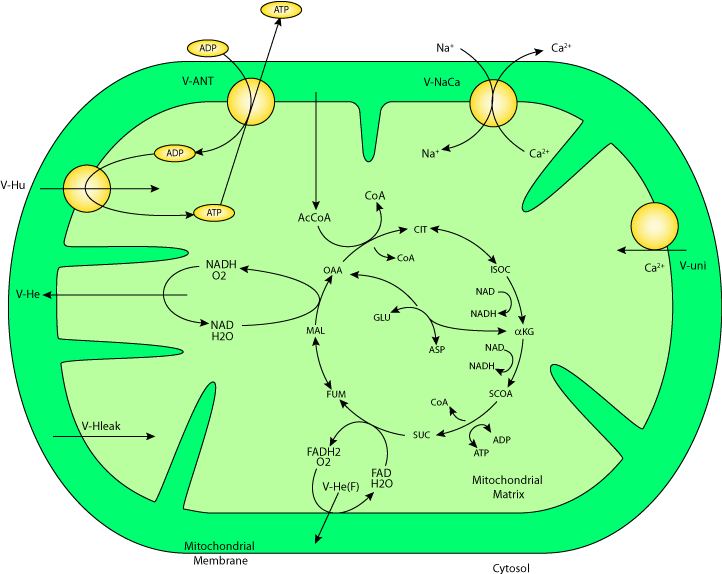 ATP
ADP
Na⁺
Ca²⁺
V-ANT
V-NaCa
ADP
Na⁺
Ca²⁺
V-Hu
ATP
CoA
AcCoA
CIT
CoA
NADH
O2
OAA
ISOC
Ca²⁺
V-uni
V-He
NAD
NADH
GLU
NAD
H2O
MAL
ASP
αKG
NAD
NADH
FUM
SCOA
CoA
V-Hleak
SUC
ADP
ATP
FADH2
O2
FAD
H2O
V-He(F)
Mitochondrial
Matrix
Mitochondrial
Membrane
Cytosol